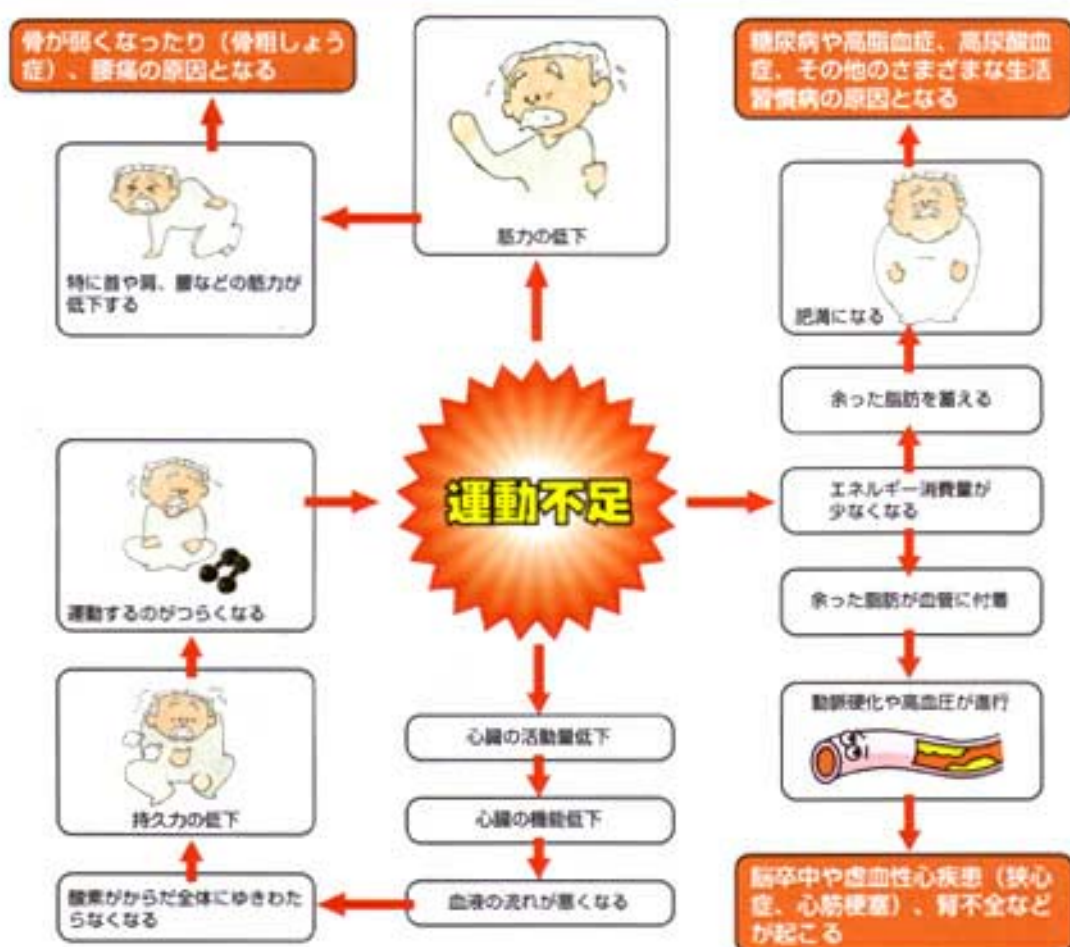 骨が弱くなったり（骨粗しょう
症）、腰痛の原因となる
糖尿病や高脂血症、高尿酸血
症、その他のさまざまな生活
習慣病の原因となる
筋力の低下
特に首や肩、腰などの筋力が
低下する
肥満になる
余った脂肪を蓄える
運動不足
エネルギー消費量が
少なくなる
運動するのがつらくなる
余った脂肪が血管に付着
動脈硬化や高血圧が進行
心臓の活動量低下
持久力の低下
心臓の機能低下
酸素がからだ全体にゆきわた
らなくなる
血液の流れが悪くなる
脳卒中や虚血性心疾患（狭心
症、心筋梗塞）、腎不全など
が起こる